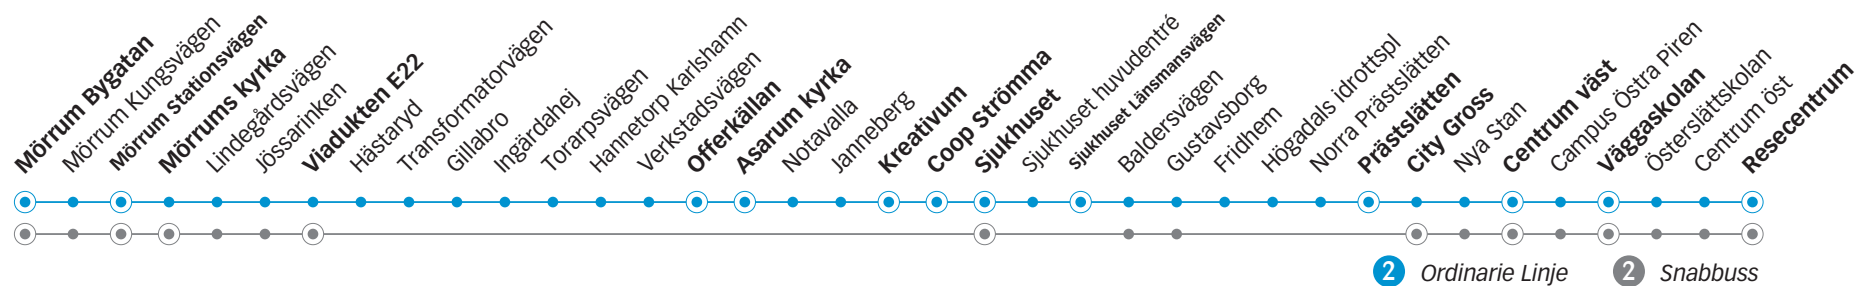 Mörrum Bygatan
Mörrum Kungsvägen
Mörrum Stationsvägen
Mörrums kyrka
Lindegårdsvägen
Jössarinken
Viadukten E22
Hästaryd
Transformatorvägen
Gillabro
Ingärdahej
Torarpsvägen
Hannetorp Karlshamn
Verkstadsvägen
Offerkällan
Asarum kyrka
Notavalla
Janneberg
Kreativum
Coop Strömma
Sjukhuset
Sjukhuset huvudentré
Sjukhuset Länsmansvägen
Baldersvägen
Gustavsborg
Fridhem
Högadals idrottspl
Norra Prästslätten
Prästslätten
City Gross
Nya Stan
Centrum väst
Campus Östra Piren
Väggaskolan
Österslättskolan
Centrum öst
Resecentrum
2 Ordinarie Linje
2 Snabbuss